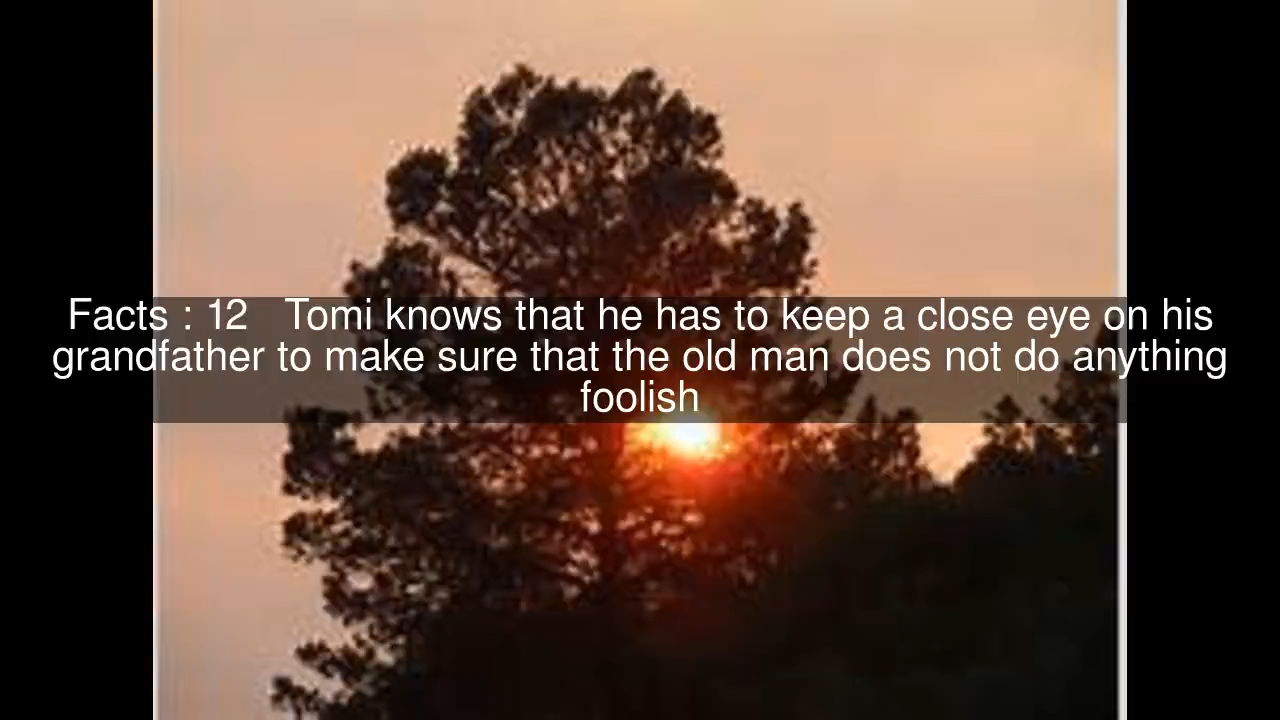 Facts : 12   Tomi knows that he has to keep a close eye on his
grandfather to make sure that the old man does not do anything
foolish